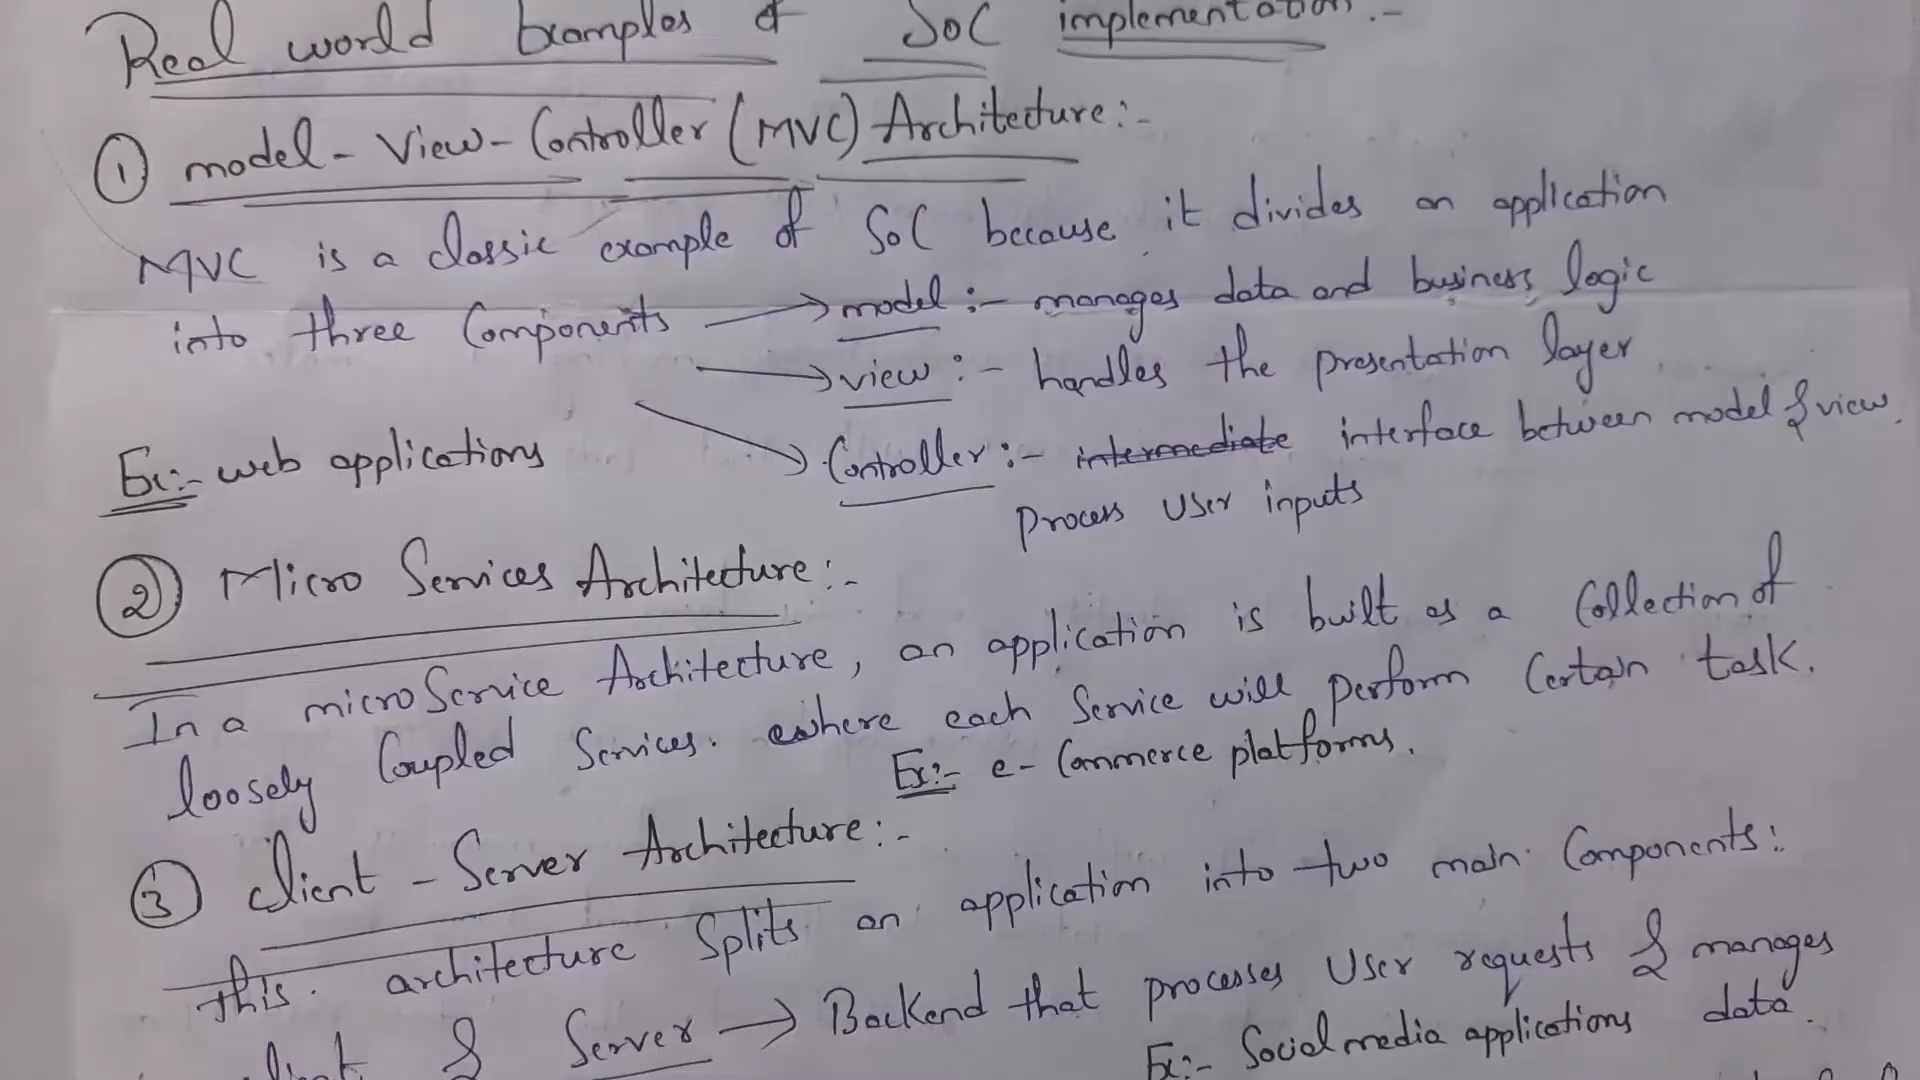 Real world Examples of SoC implementation:-
① model - View - Controller (MVC) Architecture:-
MVC is a classic example of SoC because it divides an application
into three Components → model :- manages data and business logic
→ view :- handles the presentation layer
Ex:- web applications → Controller :- intermediate interface between model & view.
Process user inputs
② Micro Services Architecture:-
In a microService Architecture, an application is built as a Collection of
loosely Coupled Services. where each Service will perform Certain task.
Ex:- e-Commerce platforms.
③ Client - Server Architecture:-
This architecture Splits an application into two main Components:
client & Server → Backend that processes User requests & manages
data.
Ex:- Social media applications